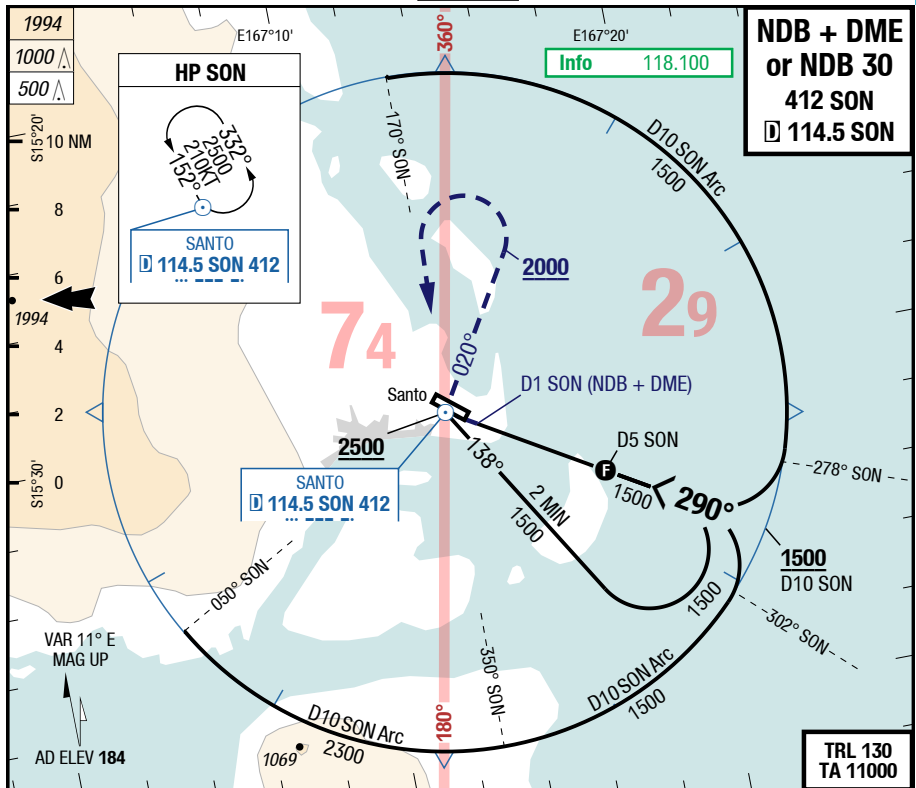 1994
1000
500
E167°10'
360°
E167°20'
Info 118.100
NDB + DME
or NDB 30
412 SON
D 114.5 SON
S15°20'
10 NM
8
6
1994
4
2
0
S15°30'
HP SON
332°
2500
210KT
152°
SANTO
D 114.5 SON 412
170° SON
D10 SON Arc
1500
2000
74
29
020°
D1 SON (NDB + DME)
Santo
2500
D5 SON
F
1500
138°
290°
278° SON
SANTO
D 114.5 SON 412
2 MIN
1500
1500
D10 SON
1500
050° SON
302° SON
VAR 11° E
MAG UP
350° SON
D10 SON Arc
1500
D10 SON Arc
2300
180°
1069
AD ELEV 184
TRL 130
TA 11000